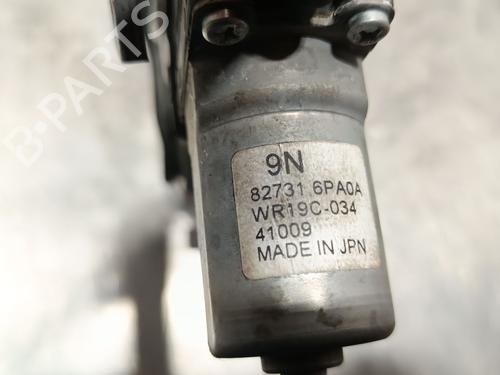 B-PARTS
9N
82731 6PA0A
WR19C-034
41009
MADE IN JPN